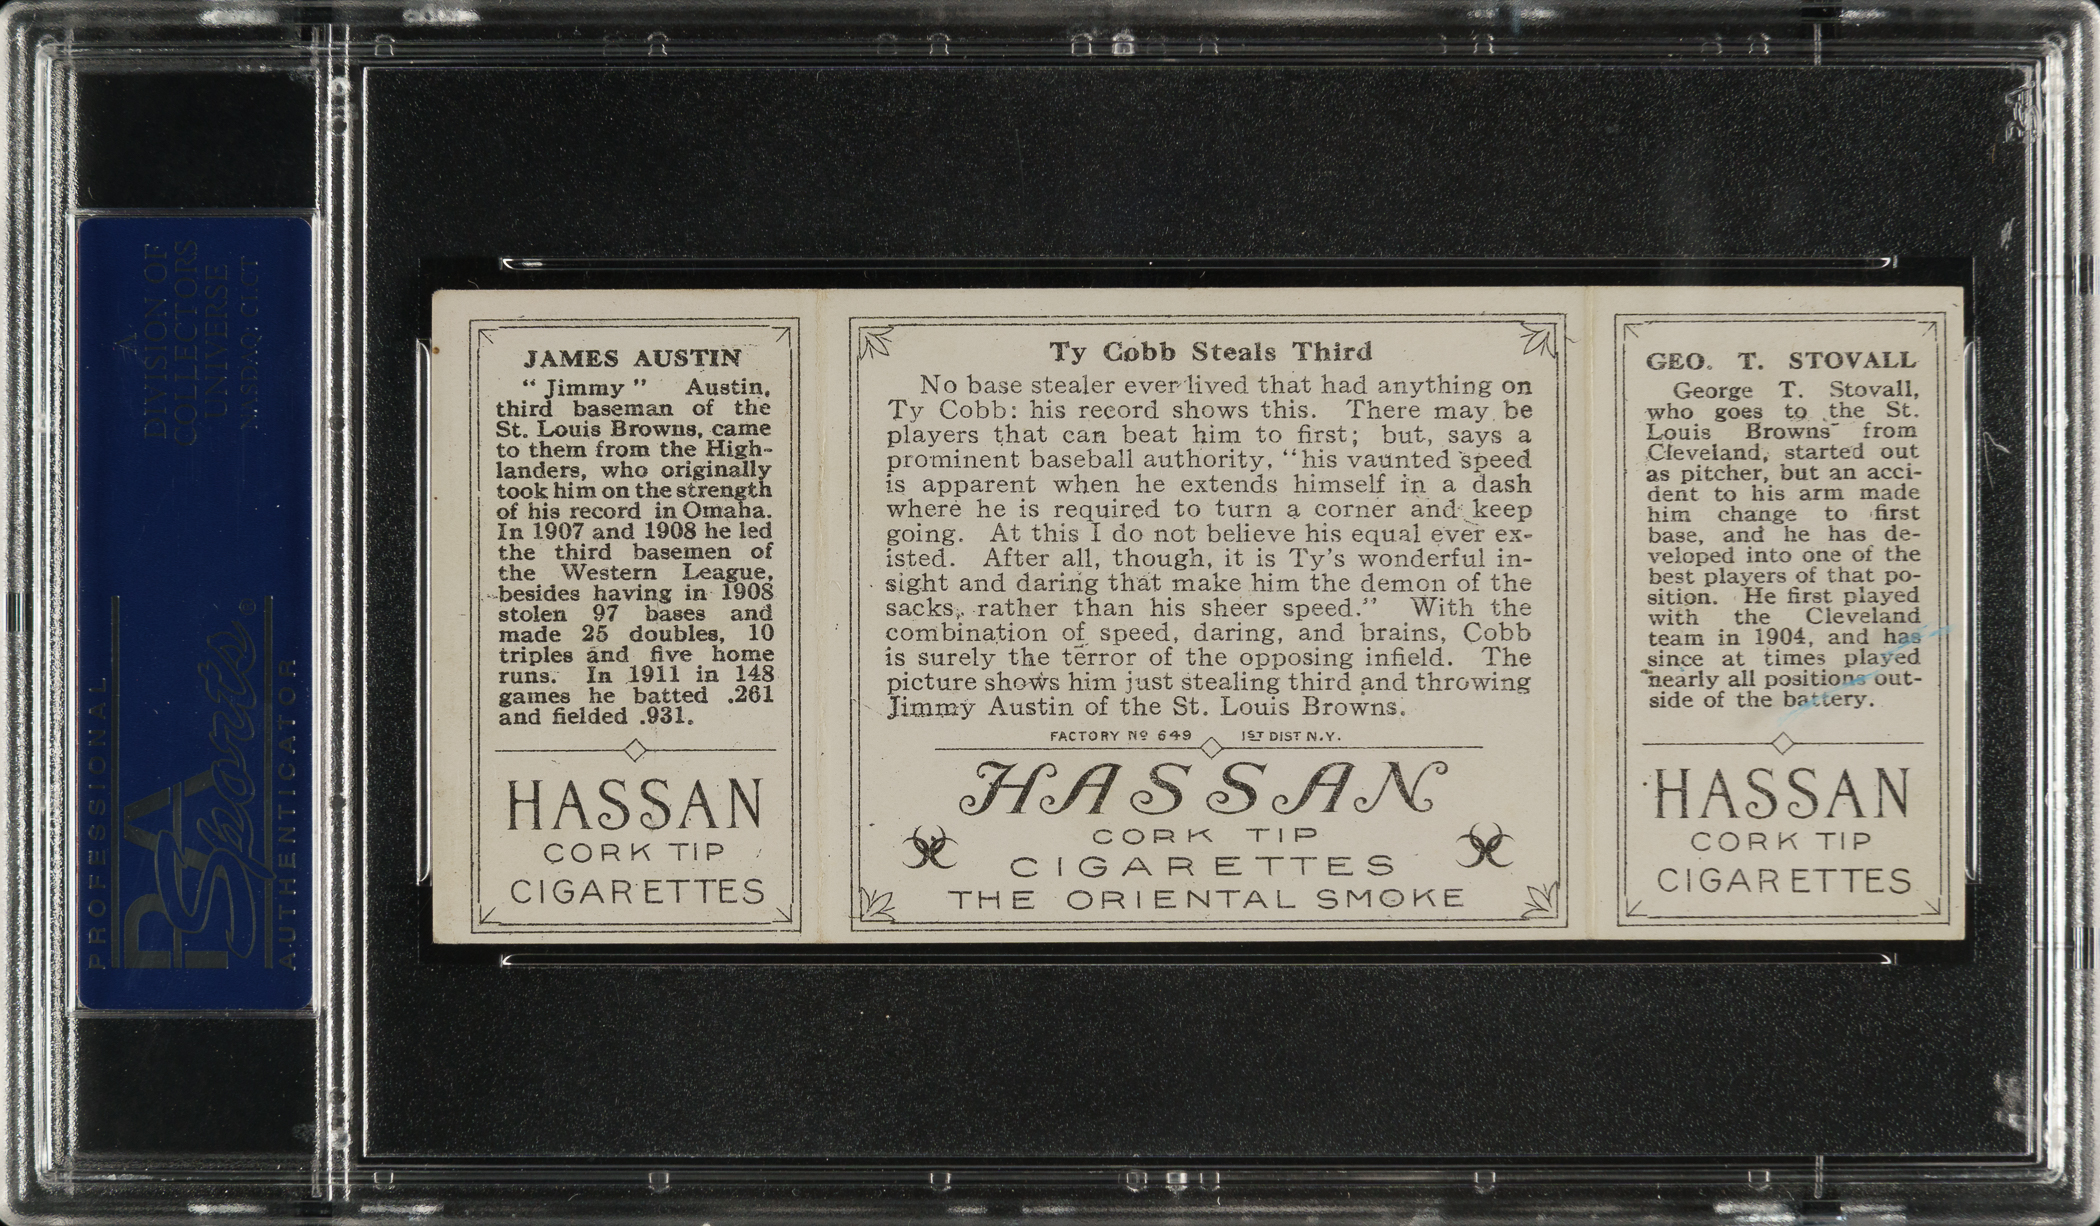 A
DIVISION OF
COLLECTORS
UNIVERSE
NASDAQ: CLCT
PROFESSIONAL
PSA
Sports®
AUTHENTICATOR
JAMES AUSTIN
“ Jimmy ” Austin,
third baseman of the
St. Louis Browns, came
to them from the High-
landers, who originally
took him on the strength
of his record in Omaha.
In 1907 and 1908 he led
the third basemen of
the Western League,
besides having in 1908
stolen 97 bases and
made 25 doubles, 10
triples and five home
runs. In 1911 in 148
games he batted .261
and fielded .931.
HASSAN
CORK TIP
CIGARETTES
Ty Cobb Steals Third
No base stealer ever lived that had anything on
Ty Cobb: his record shows this. There may be
players that can beat him to first; but, says a
prominent baseball authority, “his vaunted speed
is apparent when he extends himself in a dash
where he is required to turn a corner and keep
going. At this I do not believe his equal ever ex-
isted. After all, though, it is Ty's wonderful in-
sight and daring that make him the demon of the
sacks, rather than his sheer speed.” With the
combination of speed, daring, and brains, Cobb
is surely the terror of the opposing infield. The
picture shows him just stealing third and throwing
Jimmy Austin of the St. Louis Browns.
FACTORY Nº 649 1ST DIST N.Y.
HASSAN
CORK TIP
CIGARETTES
THE ORIENTAL SMOKE
GEO. T. STOVALL
George T. Stovall,
who goes to the St.
Louis Browns from
Cleveland, started out
as pitcher, but an acci-
dent to his arm made
him change to first
base, and he has de-
veloped into one of the
best players of that po-
sition. He first played
with the Cleveland
team in 1904, and has
since at times played
nearly all positions out-
side of the battery.
HASSAN
CORK TIP
CIGARETTES
PSA